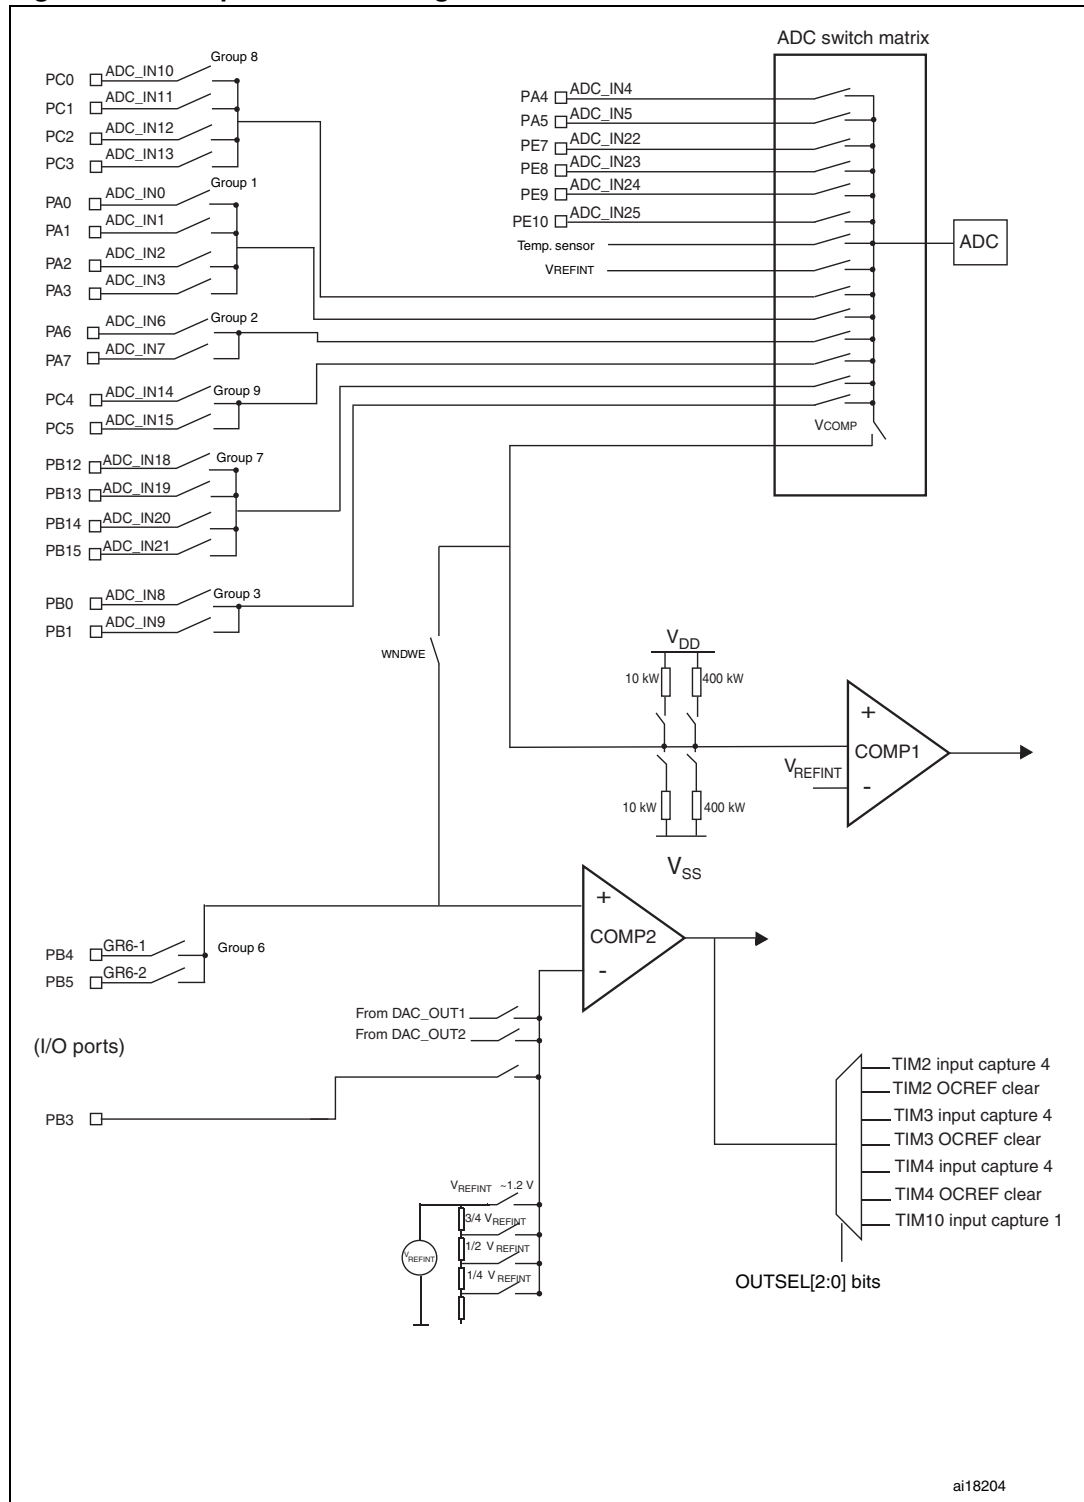 ADC switch matrix
Group 8
PC0 ADC_IN10
PC1 ADC_IN11
PC2 ADC_IN12
PC3 ADC_IN13
PA4 ADC_IN4
PA5 ADC_IN5
PE7 ADC_IN22
PE8 ADC_IN23
PE9 ADC_IN24
PE10 ADC_IN25
Temp. sensor
VREFINT
ADC
Group 1
PA0 ADC_IN0
PA1 ADC_IN1
PA2 ADC_IN2
PA3 ADC_IN3
PA6 ADC_IN6 Group 2
PA7 ADC_IN7
PC4 ADC_IN14 Group 9
PC5 ADC_IN15
VCOMP
PB12 ADC_IN18 Group 7
PB13 ADC_IN19
PB14 ADC_IN20
PB15 ADC_IN21
PB0 ADC_IN8 Group 3
PB1 ADC_IN9
WNDWE
VDD
10 kW 400 kW
+
COMP1
VREFINT
-
10 kW 400 kW
VSS
+
COMP2
-
PB4 GR6-1 Group 6
PB5 GR6-2
From DAC_OUT1
From DAC_OUT2
(I/O ports)
PB3
TIM2 input capture 4
TIM2 OCREF clear
TIM3 input capture 4
TIM3 OCREF clear
TIM4 input capture 4
TIM4 OCREF clear
TIM10 input capture 1
OUTSEL[2:0] bits
VREFINT ~1.2 V
3/4 VREFINT
1/2 VREFINT
VREFINT
1/4 VREFINT
ai18204